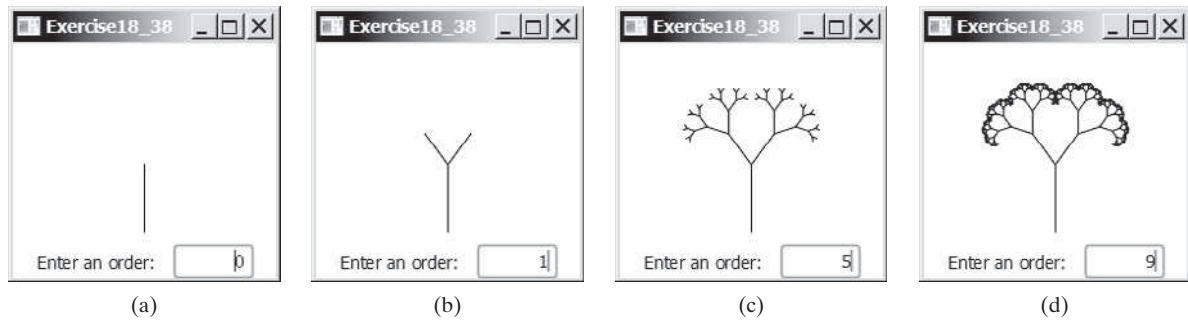 Exercise18_38
Enter an order: 0
(a)
Exercise18_38
Enter an order: 1
(b)
Exercise18_38
Enter an order: 5
(c)
Exercise18_38
Enter an order: 9
(d)